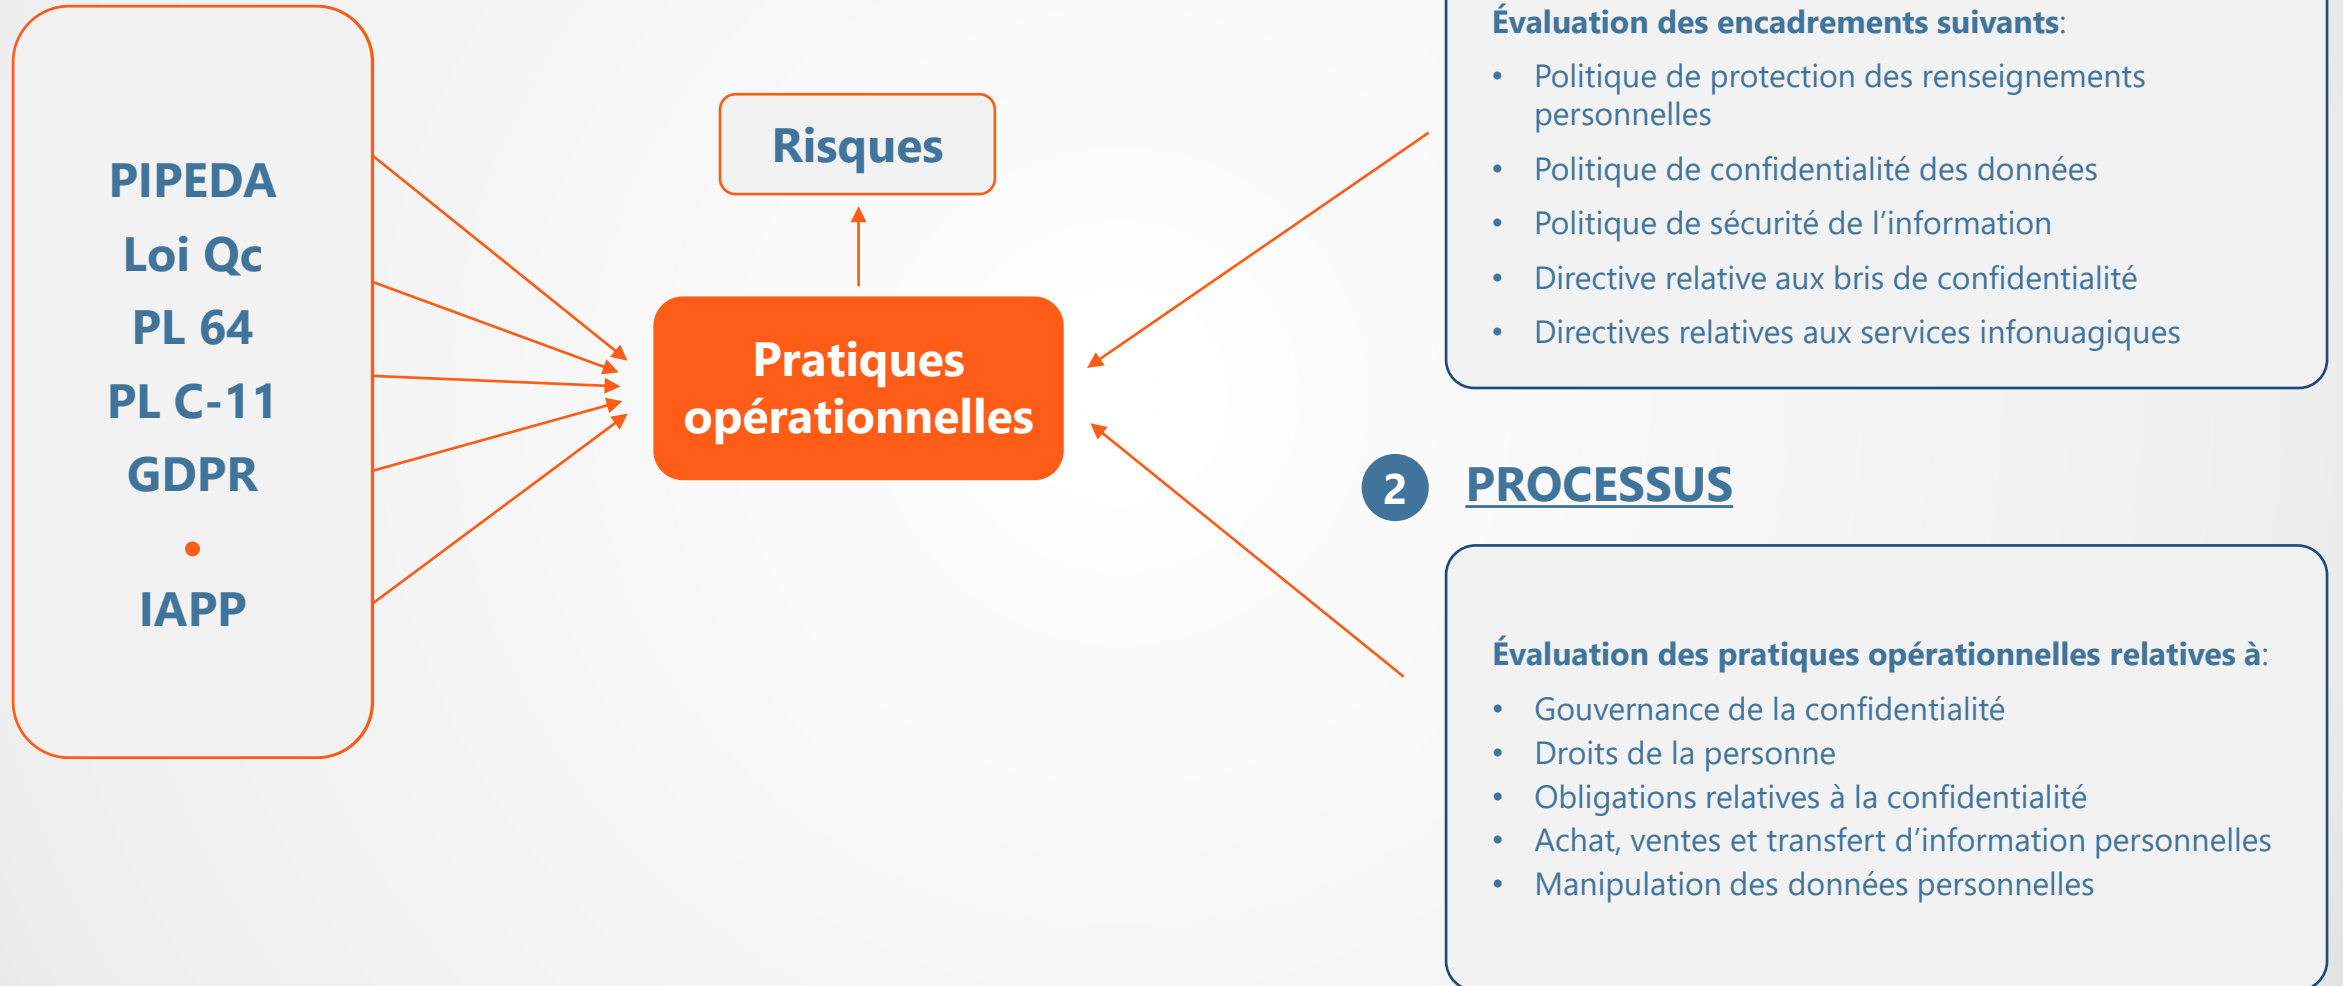 PIPEDA
Loi Qc
PL 64
PL C-11
GDPR
•
IAPP
Risques
Pratiques
opérationnelles
Évaluation des encadrements suivants:
• Politique de protection des renseignements
personnelles
• Politique de confidentialité des données
• Politique de sécurité de l’information
• Directive relative aux bris de confidentialité
• Directives relatives aux services infonuagiques
2 PROCESSUS
Évaluation des pratiques opérationnelles relatives à:
• Gouvernance de la confidentialité
• Droits de la personne
• Obligations relatives à la confidentialité
• Achat, ventes et transfert d’information personnelles
• Manipulation des données personnelles